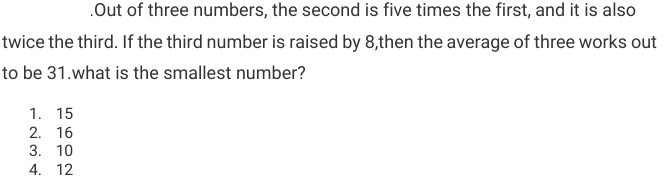 .Out of three numbers, the second is five times the first, and it is also
twice the third. If the third number is raised by 8,then the average of three works out
to be 31.what is the smallest number?
1. 15
2. 16
3. 10
4. 12